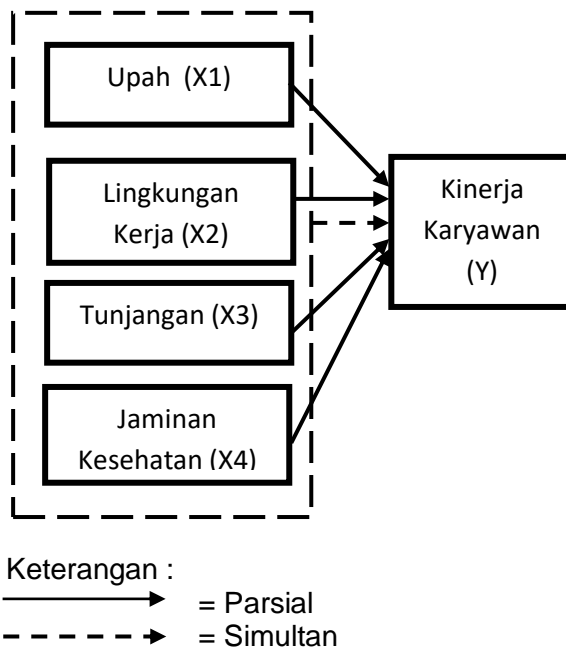 Upah (X1)
Lingkungan
Kerja (X2)
Tunjangan (X3)
Jaminan
Kesehatan (X4)
Kinerja
Karyawan
(Y)
Keterangan :
= Parsial
= Simultan